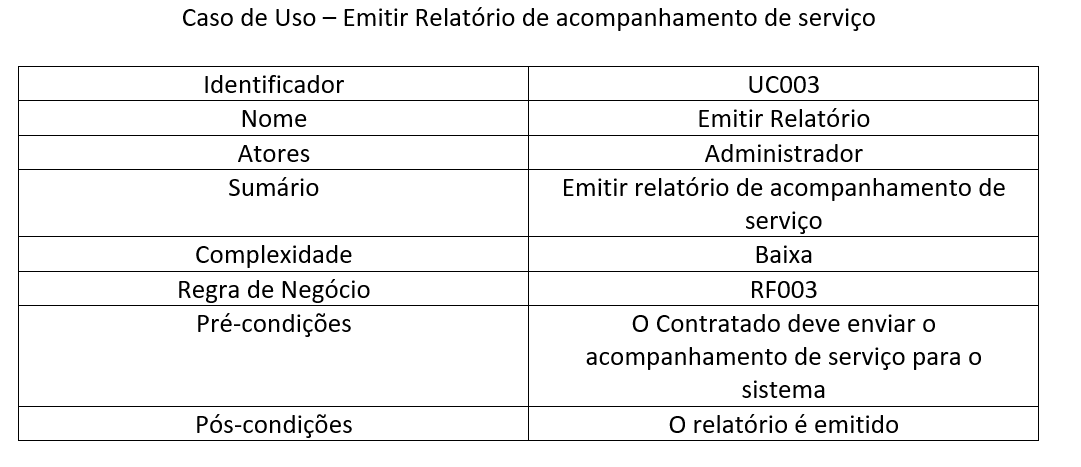 Caso de Uso – Emitir Relatório de acompanhamento de serviço
Identificador UC003
Nome Emitir Relatório
Atores Administrador
Sumário Emitir relatório de acompanhamento de
serviço
Complexidade Baixa
Regra de Negócio RF003
Pré-condições O Contratado deve enviar o
acompanhamento de serviço para o
sistema
Pós-condições O relatório é emitido